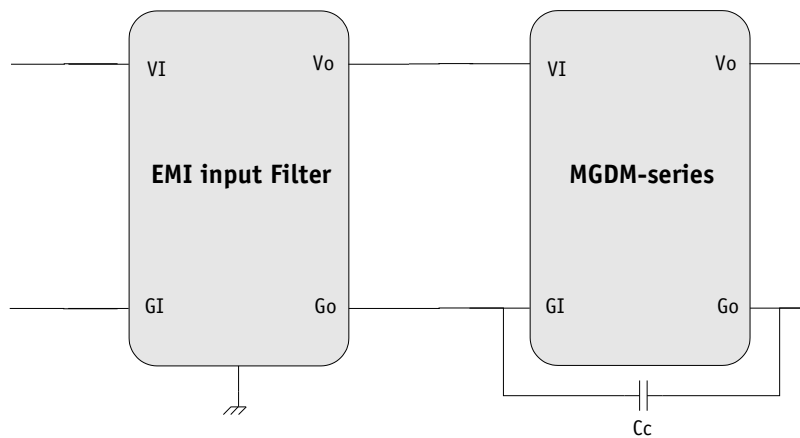 VI
Vo
VI
Vo
EMI input Filter
MGDM-series
GI
Go
GI
Go
Cc